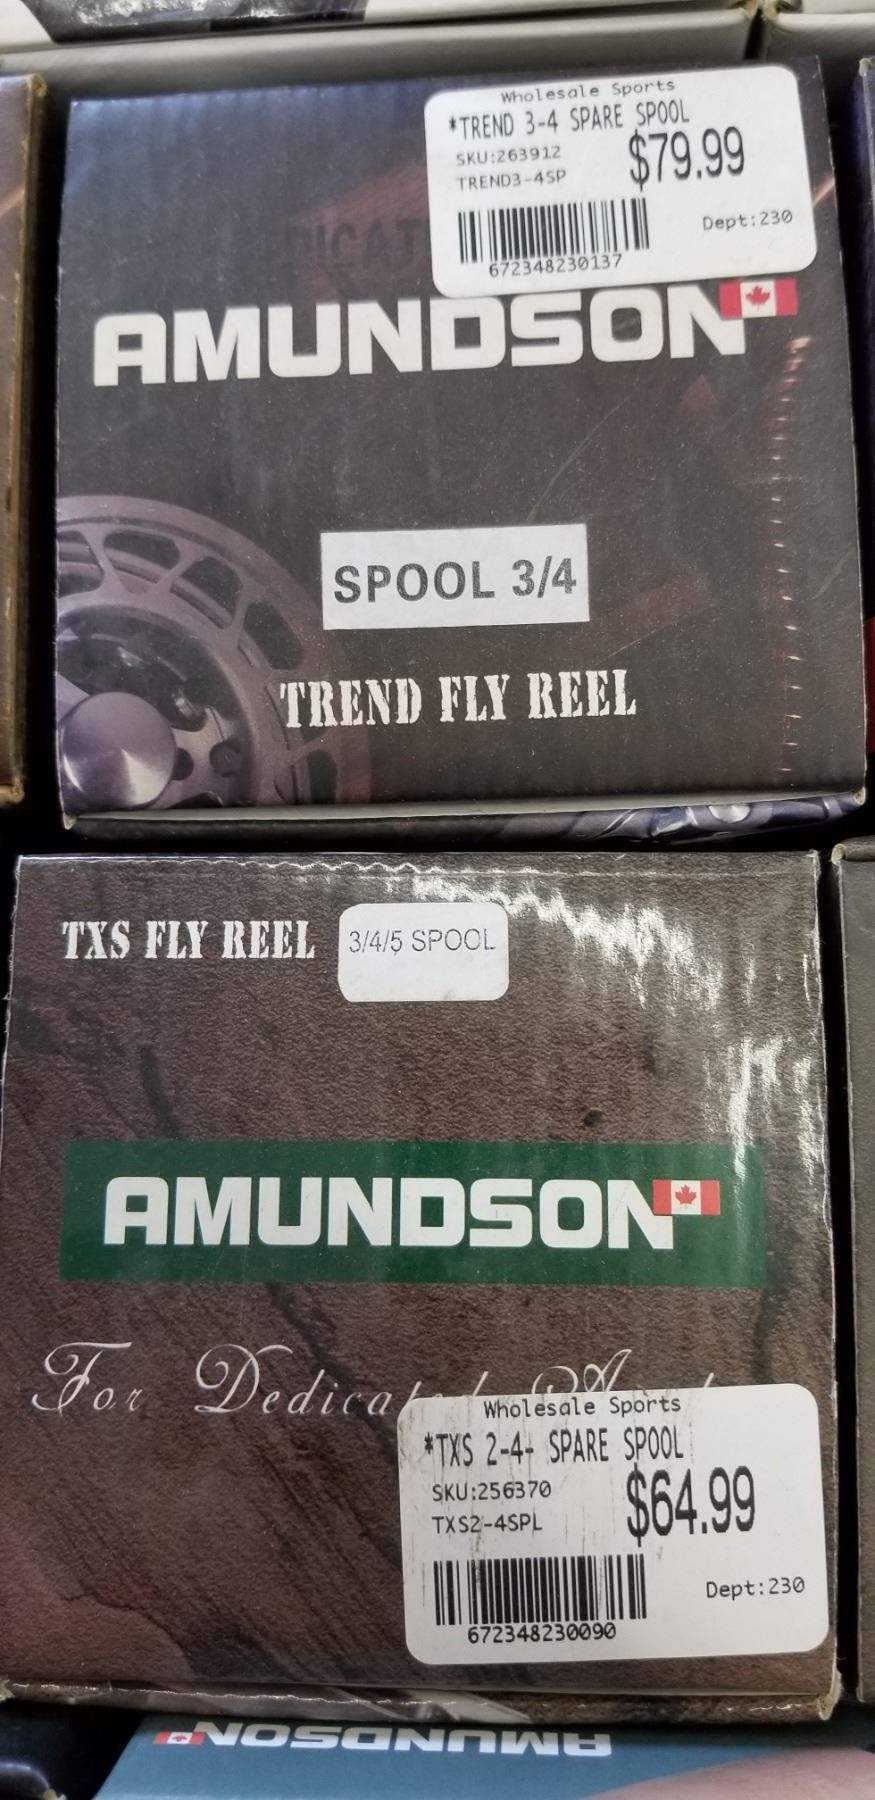 Wholesale Sports
*TREND 3-4 SPARE SPOOL
SKU:263912
$79.99
TREND3-4SP
Dept:230
672348230137
AMUNDSON
SPOOL 3/4
TREND FLY REEL
TXS FLY REEL
3/4/5 SPOOL
AMUNDSON
For Dedicated
Wholesale Sports
*TXS 2-4- SPARE SPOOL
SKU:256370
$64.99
TXS2-4SPL
Dept:230
672348230090
AMUNDSON